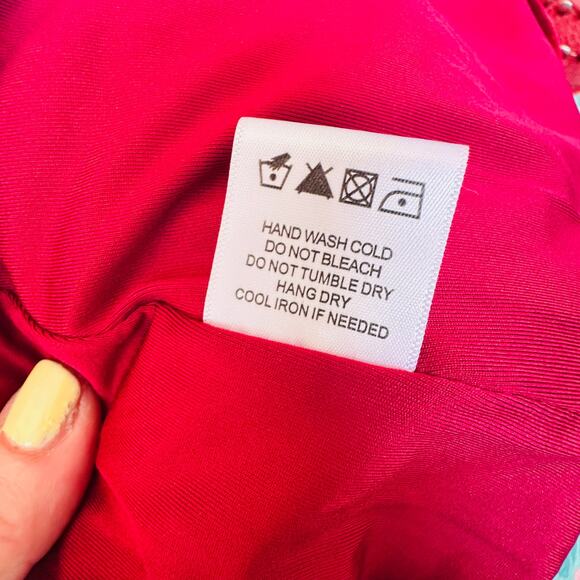 HAND WASH COLD
DO NOT BLEACH
DO NOT TUMBLE DRY
HANG DRY
COOL IRON IF NEEDED